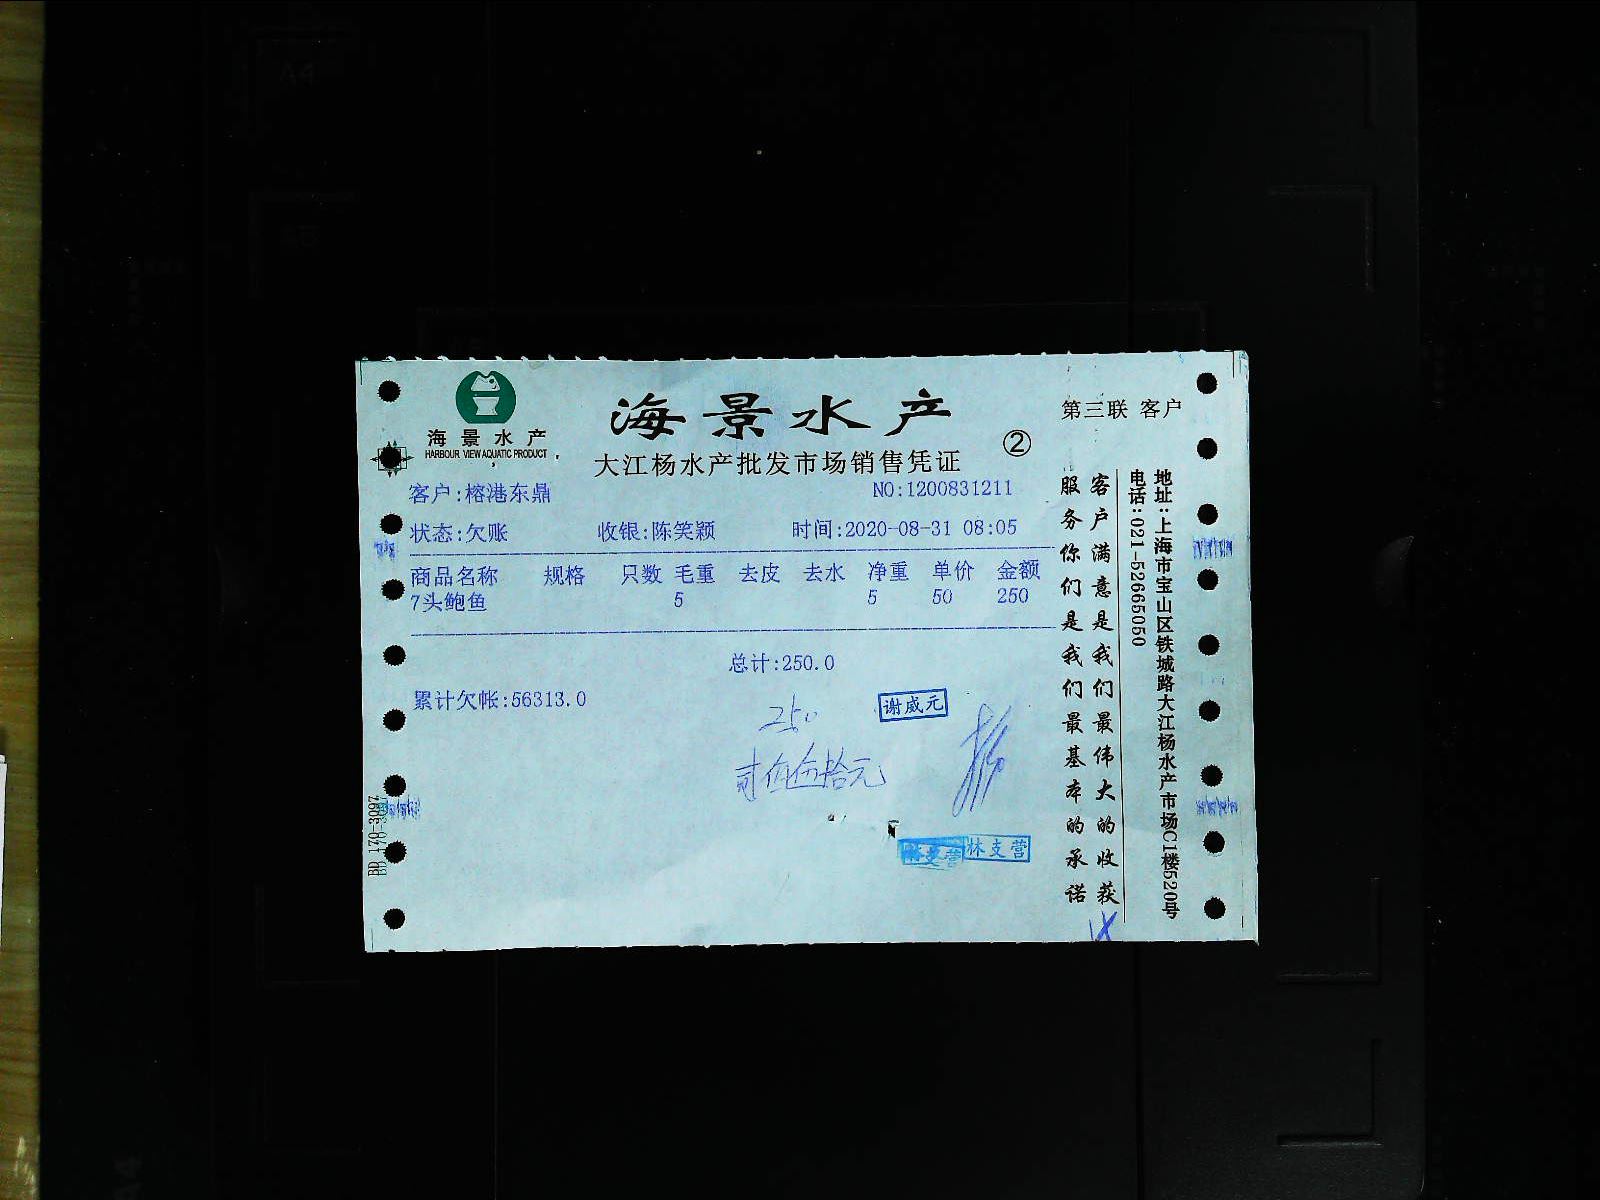 海景水产
HARBOUR VIEW AQUATIC PRODUCT
海景水产
大江杨水产批发市场销售凭证
②
第三联 客户
客户:榕港东鼎
NO:1200831211
状态:欠账 收银:陈笑颖 时间:2020-08-31 08:05
商品名称 规格 只数 毛重 去皮 去水 净重 单价 金额
7头鲍鱼 5 5 50 250
总计:250.0
累计欠帐:56313.0
250
谢威元
贰佰伍拾元
林支营
林支营
客户满意是我们最伟大的收获
服务你们是我们最基本的承诺
地址:上海市宝山区铁城路大江杨水产市场C1楼520号
电话:021-52665050
BD 170-3097
A4